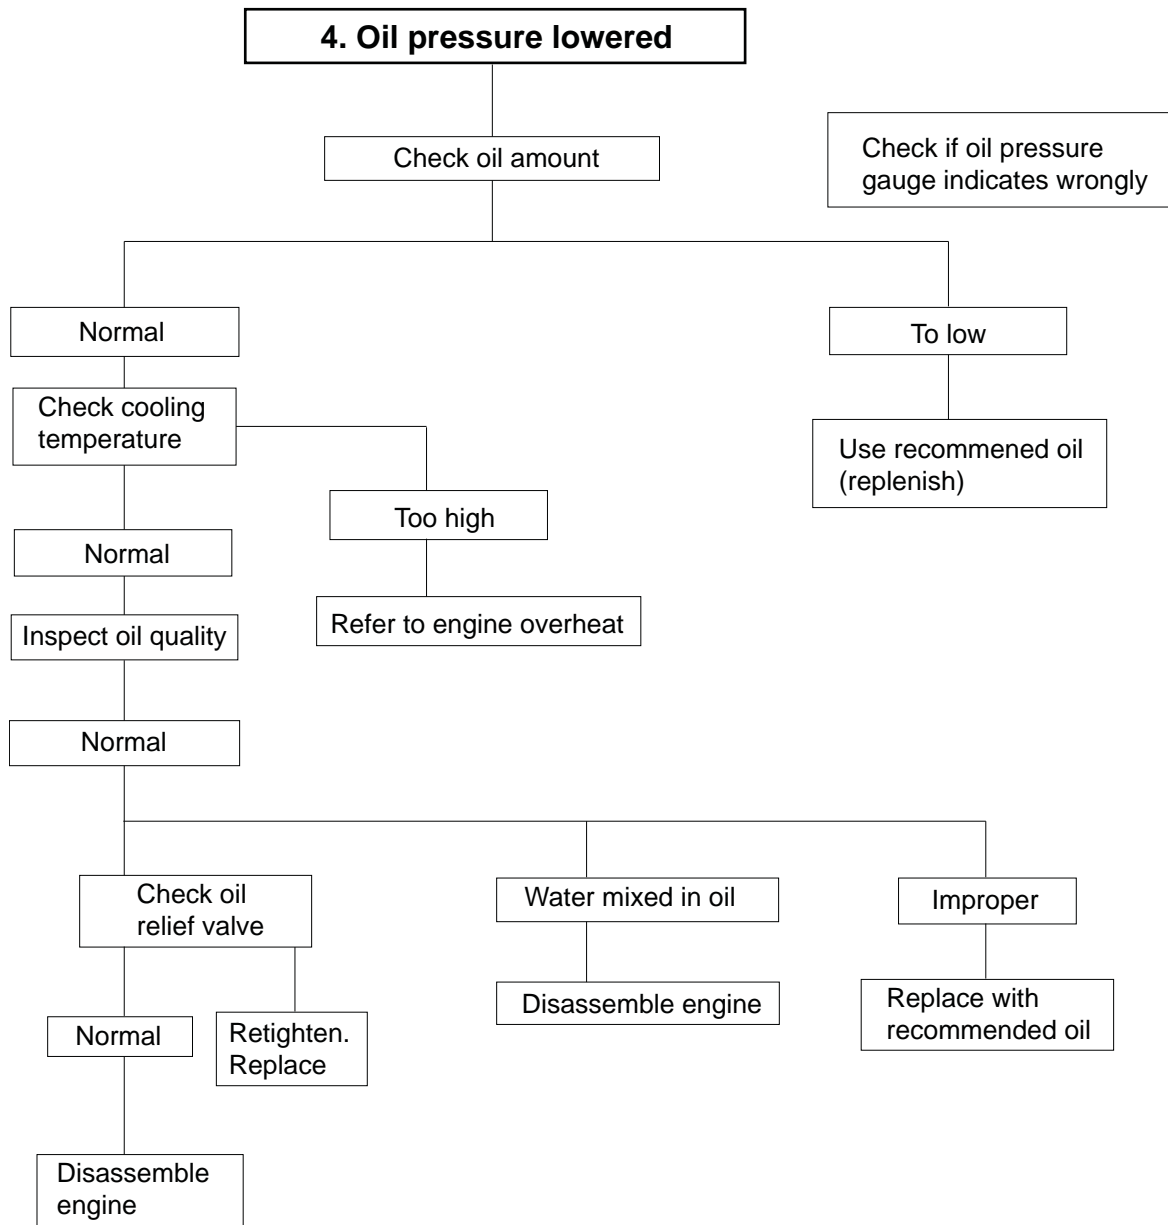 4. Oil pressure lowered
Check oil amount
Check if oil pressure
gauge indicates wrongly
Normal
To low
Check cooling
temperature
Use recommened oil
(replenish)
Too high
Normal
Refer to engine overheat
Inspect oil quality
Normal
Check oil
relief valve
Water mixed in oil
Improper
Normal
Retighten.
Replace
Disassemble engine
Replace with
recommended oil
Disassemble
engine